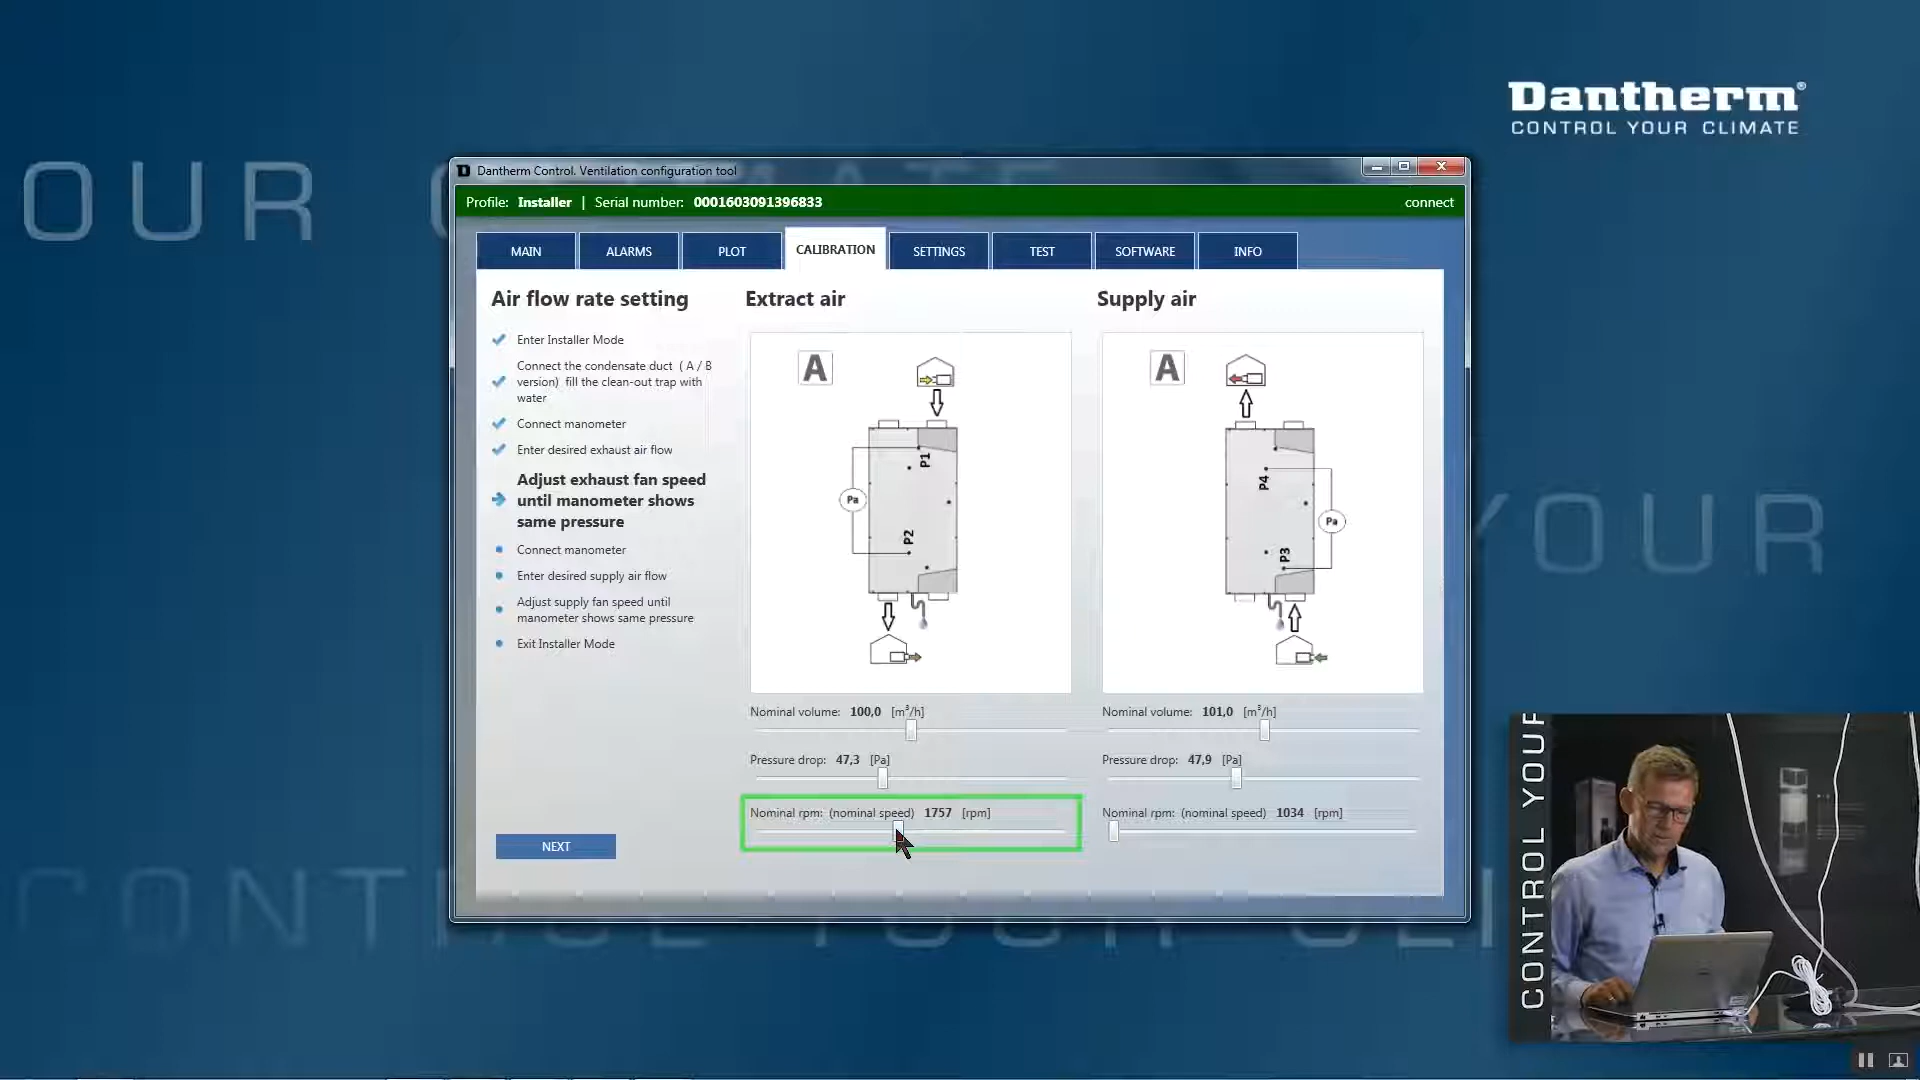 Dantherm®
CONTROL YOUR CLIMATE
OUR
Dantherm Control. Ventilation configuration tool
Profile: Installer | Serial number: 0001603091396833
connect
MAIN
ALARMS
PLOT
CALIBRATION
SETTINGS
TEST
SOFTWARE
INFO
Air flow rate setting
Enter Installer Mode
Connect the condensate duct ( A / B
version) fill the clean-out trap with
water
Connect manometer
Enter desired exhaust air flow
Adjust exhaust fan speed
until manometer shows
same pressure
Connect manometer
Enter desired supply air flow
Adjust supply fan speed until
manometer shows same pressure
Exit Installer Mode
NEXT
Extract air
A
P1
Pa
P2
Nominal volume: 100,0 [m³/h]
Pressure drop: 47,3 [Pa]
Nominal rpm: (nominal speed) 1757 [rpm]
Supply air
A
P4
Pa
P3
Nominal volume: 101,0 [m³/h]
Pressure drop: 47,9 [Pa]
Nominal rpm: (nominal speed) 1034 [rpm]
YOUR
CONTROL YOUR CLI
CONTROL YOUR